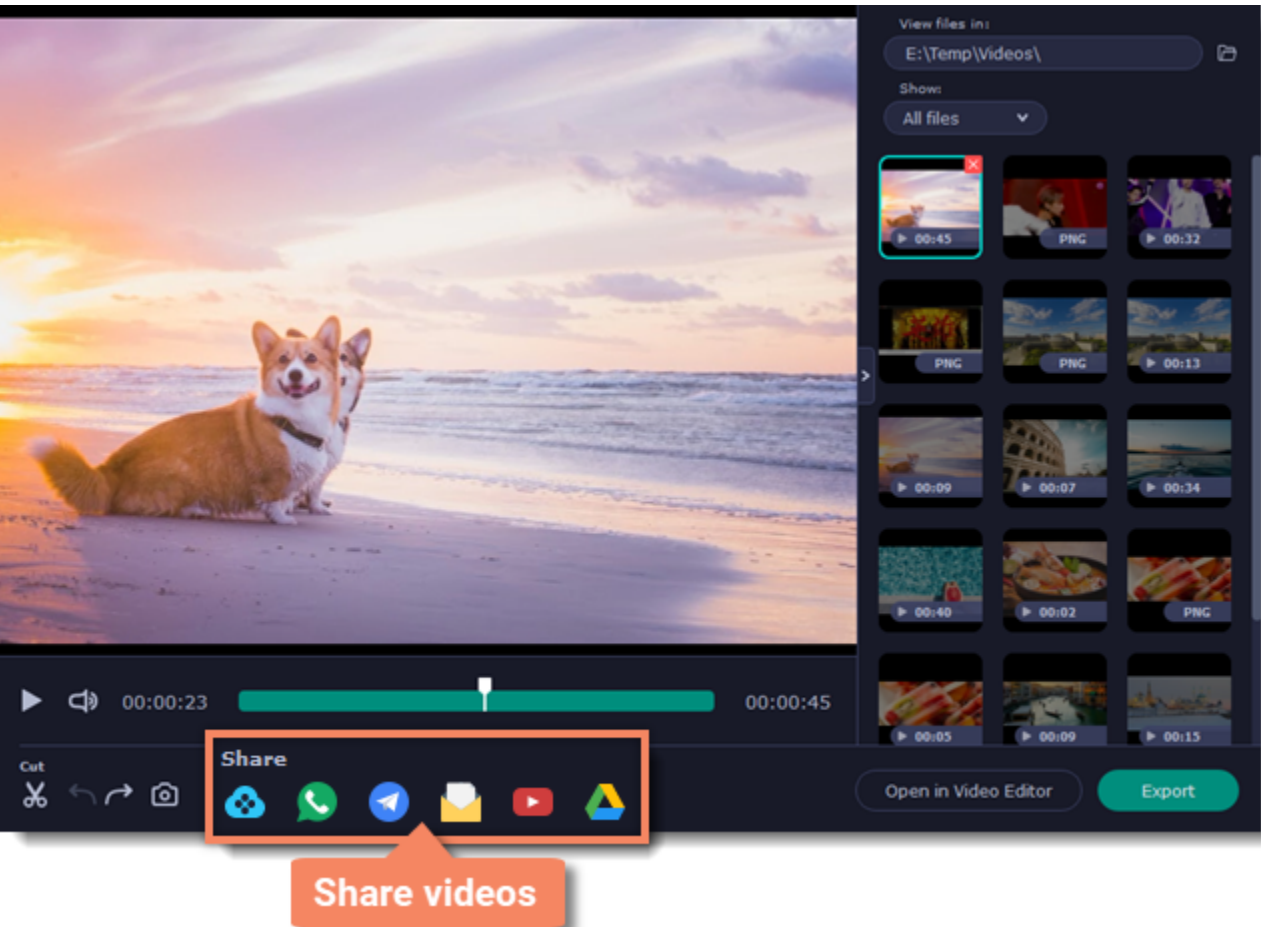 View files in:
E:\Temp\Videos\
Show:
All files
00:45
PNG
00:32
PNG
PNG
00:13
00:09
00:07
00:34
00:40
00:02
PNG
00:05
00:09
00:15
00:00:23
00:00:45
Cut
Share
Open in Video Editor
Export
Share videos